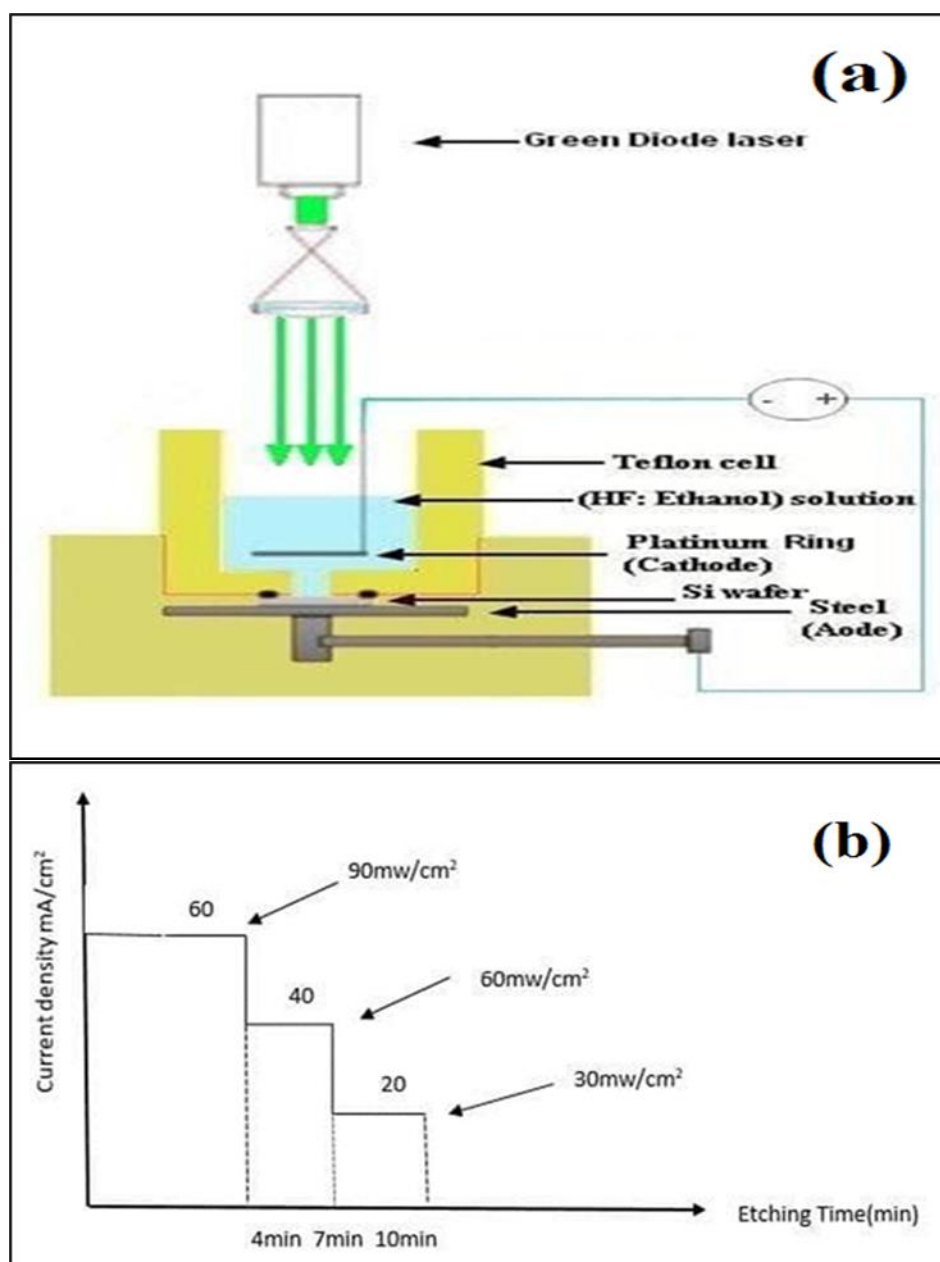 (a)
Green Diode laser
- +
Teflon cell
(HF: Ethanol) solution
Platinum Ring
(Cathode)
Si wafer
Steel
(Aode)
(b)
Current density mA/cm²
90mw/cm²
60
60mw/cm²
40
30mw/cm²
20
Etching Time(min)
4min 7min 10min